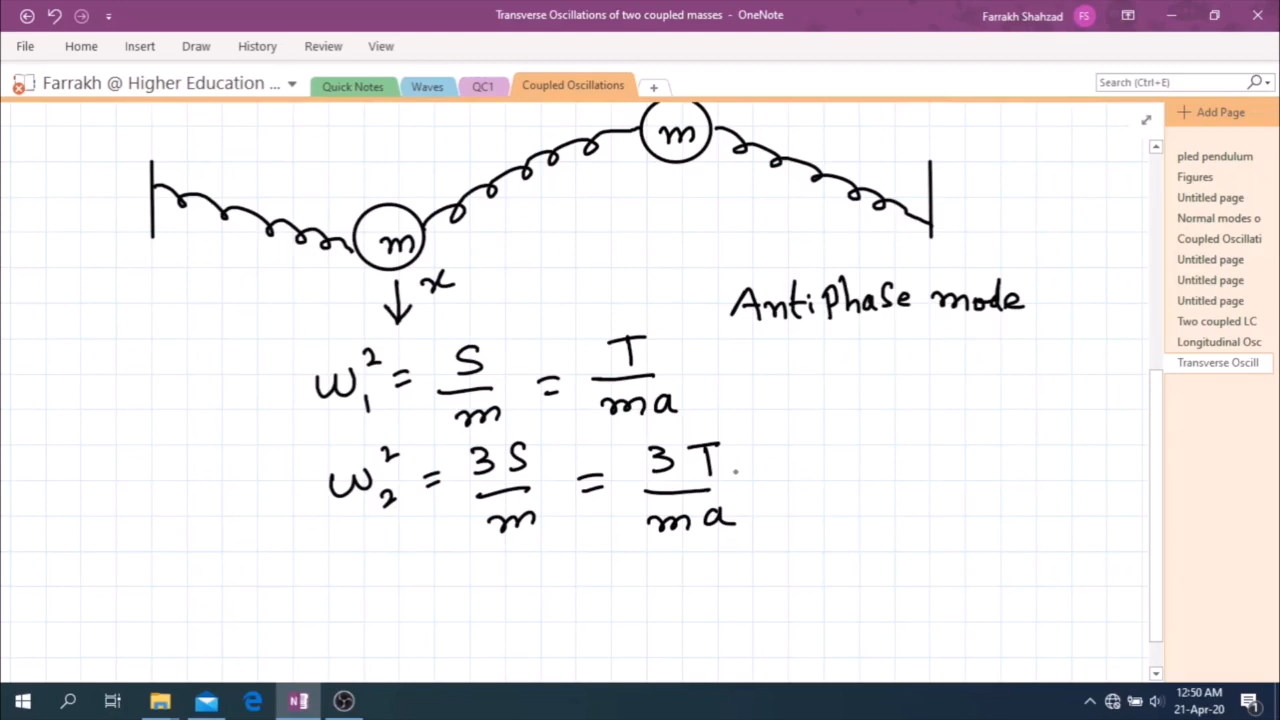 Transverse Oscillations of two coupled masses - OneNote
Farrakh Shahzad FS
File Home Insert Draw History Review View
Farrakh @ Higher Education ...
Quick Notes Waves QC1 Coupled Oscillations +
Search (Ctrl+E)
+ Add Page
pled pendulum
Figures
Untitled page
Normal modes o
Coupled Oscillati
Untitled page
Untitled page
Untitled page
Two coupled LC
Longitudinal Osc
Transverse Oscill
m
m
x
Antiphase mode
ω₁² = S/m = T/ma
ω₂² = 3S/m = 3T/ma
N
12:50 AM
21-Apr-20
1